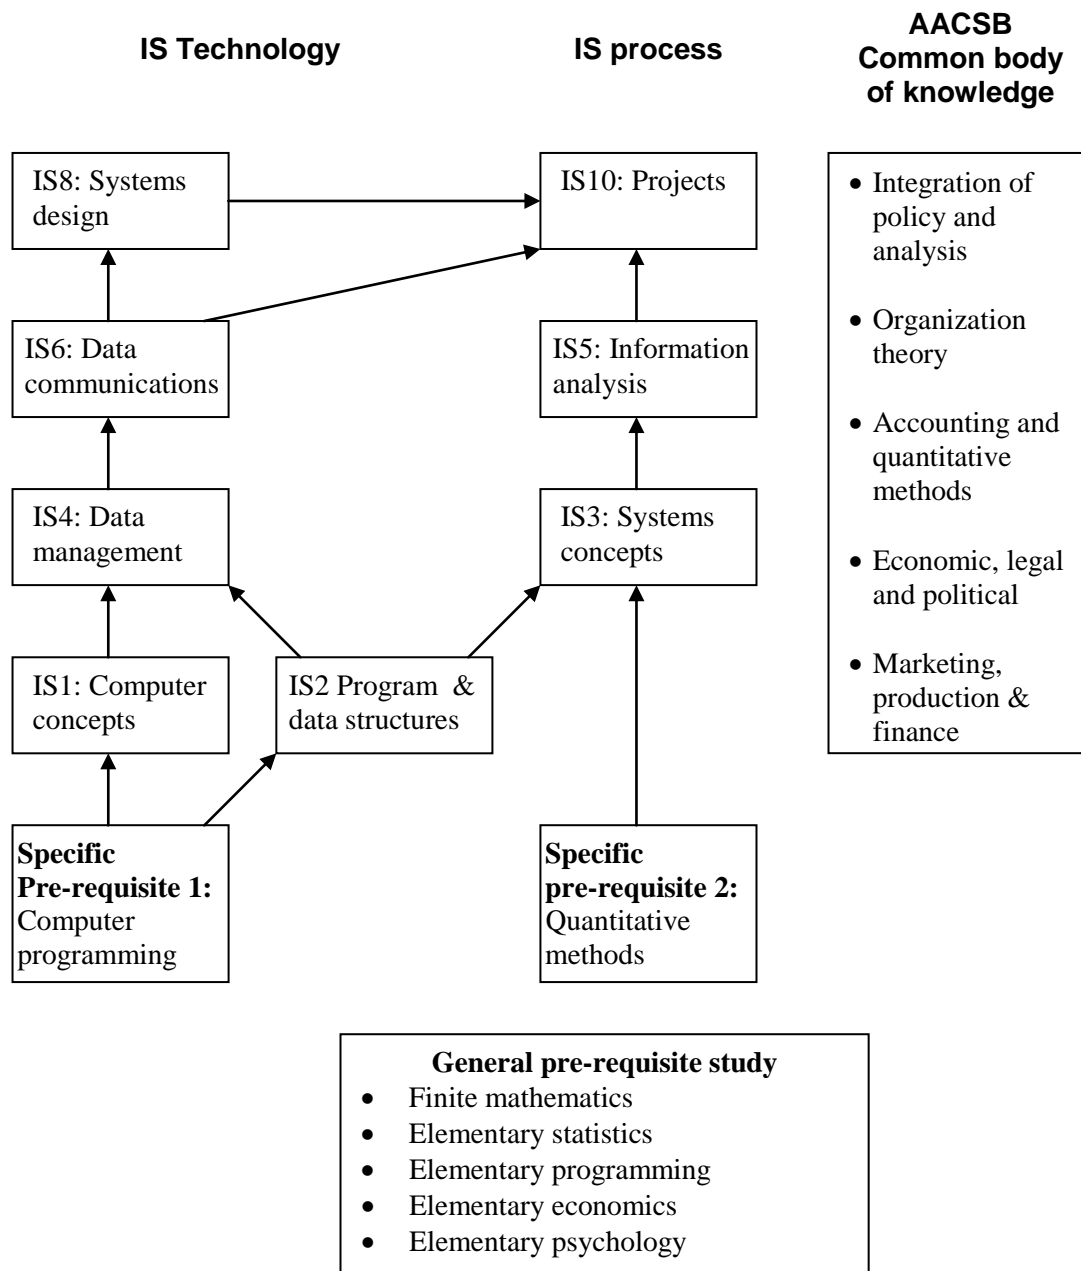 IS Technology
IS process
AACSB
Common body
of knowledge
IS8: Systems
design
IS10: Projects
IS6: Data
communications
IS5: Information
analysis
IS4: Data
management
IS3: Systems
concepts
IS1: Computer
concepts
IS2 Program &
data structures
Specific
Pre-requisite 1:
Computer
programming
Specific
pre-requisite 2:
Quantitative
methods
• Integration of
policy and
analysis
• Organization
theory
• Accounting and
quantitative
methods
• Economic, legal
and political
• Marketing,
production &
finance
General pre-requisite study
• Finite mathematics
• Elementary statistics
• Elementary programming
• Elementary economics
• Elementary psychology